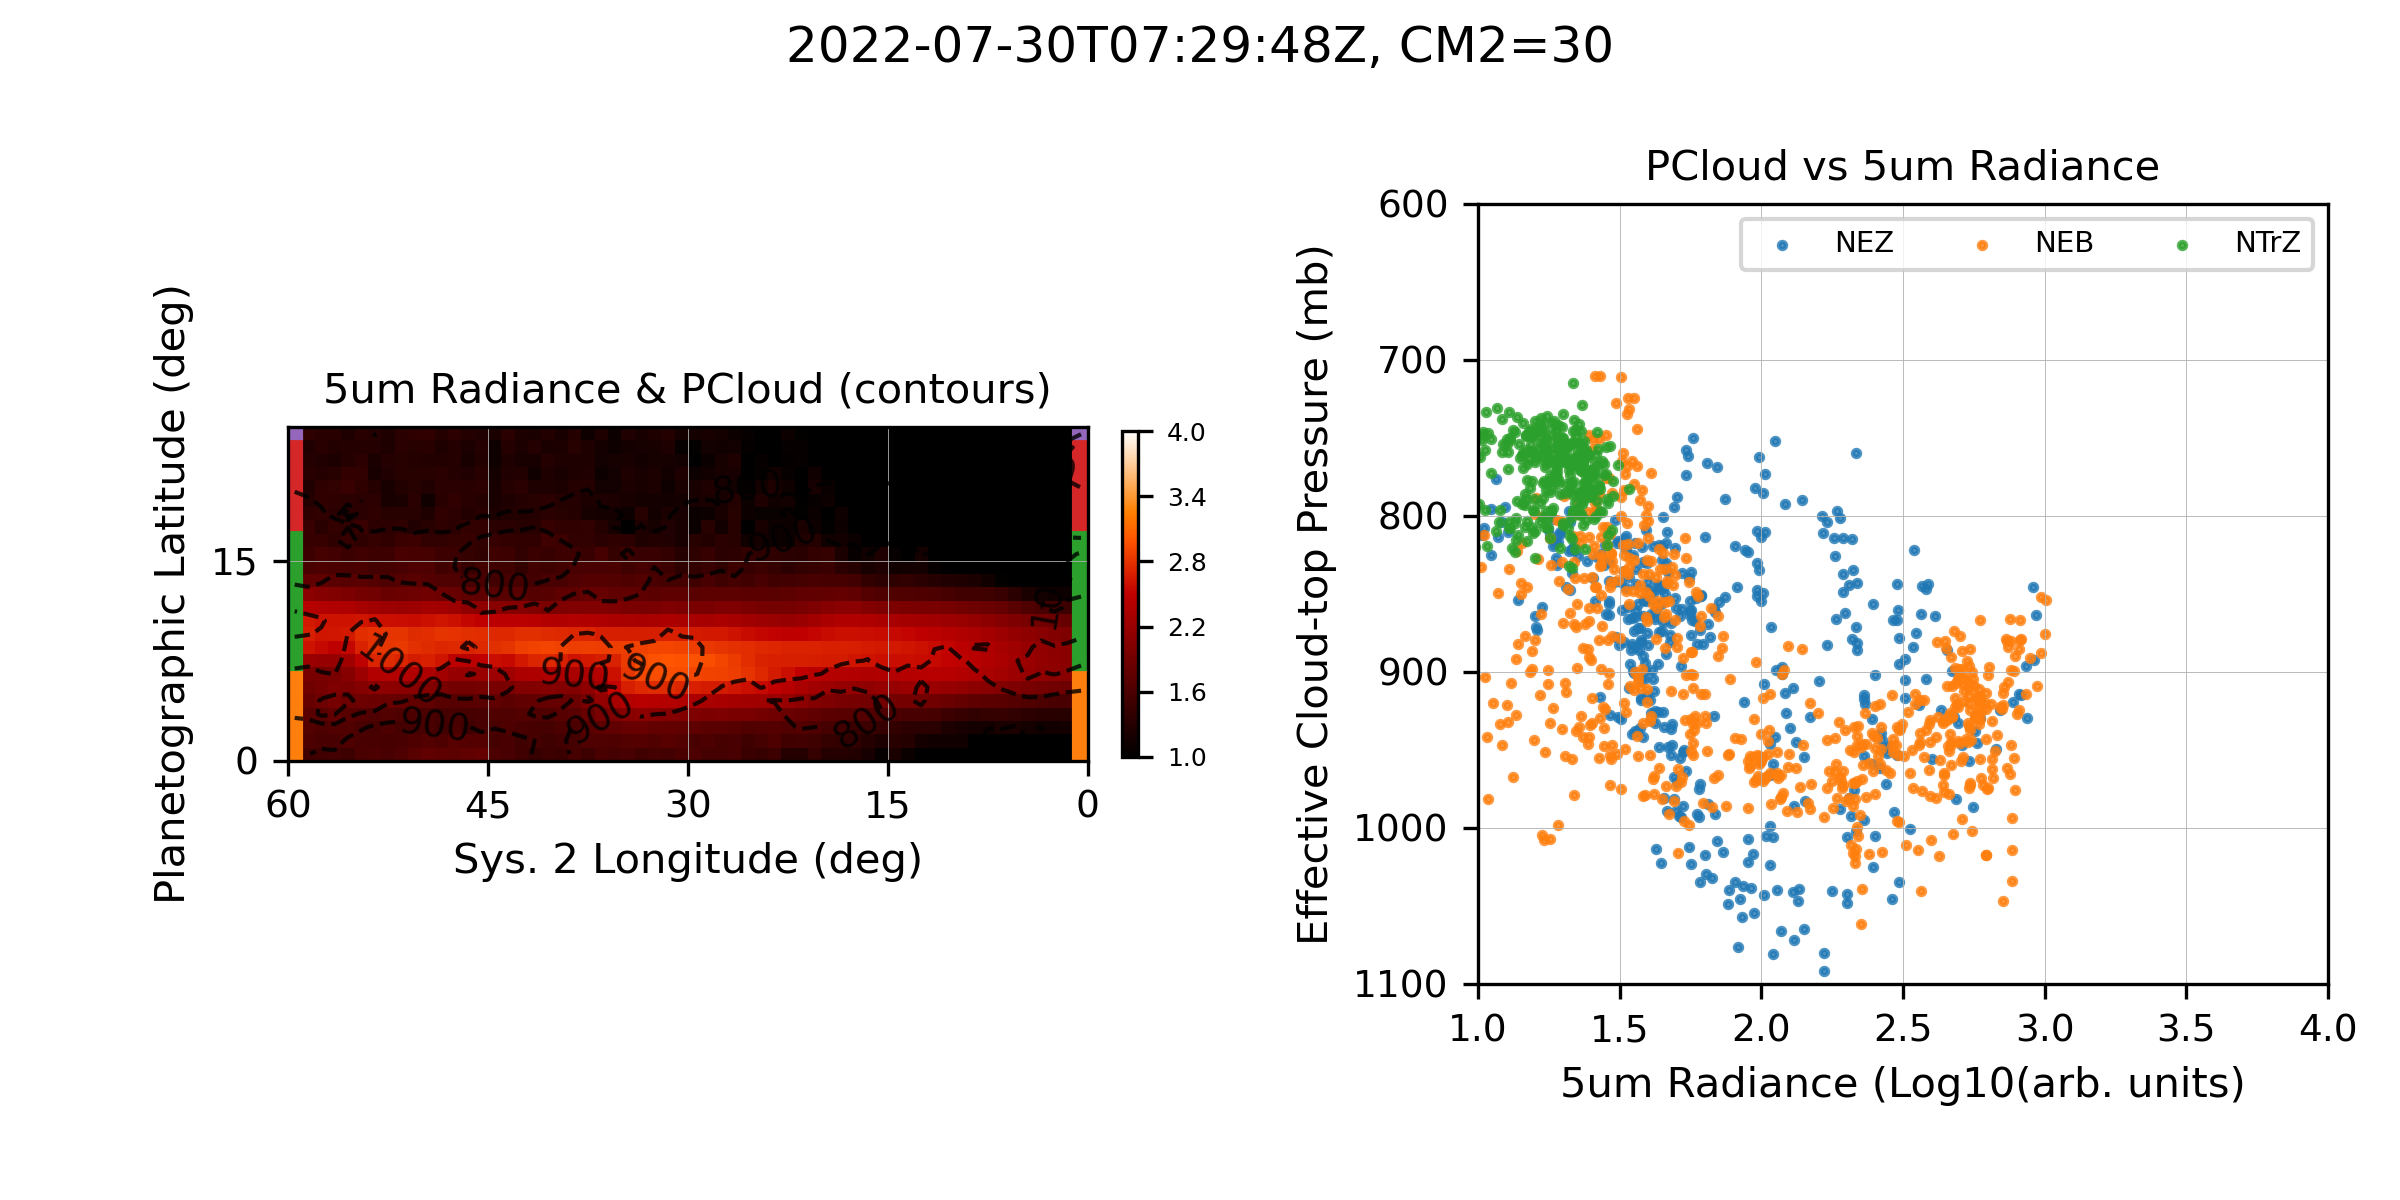 2022-07-30T07:29:48Z, CM2=30
5um Radiance & PCloud (contours)
Planetographic Latitude (deg)
15
0
60 45 30 15 0
Sys. 2 Longitude (deg)
4.0
3.4
2.8
2.2
1.6
1.0
800
900
800
1000
900
900
900
900
800
PCloud vs 5um Radiance
NEZ NEB NTrZ
Effective Cloud-top Pressure (mb)
600
700
800
900
1000
1100
1.0 1.5 2.0 2.5 3.0 3.5 4.0
5um Radiance (Log10(arb. units)